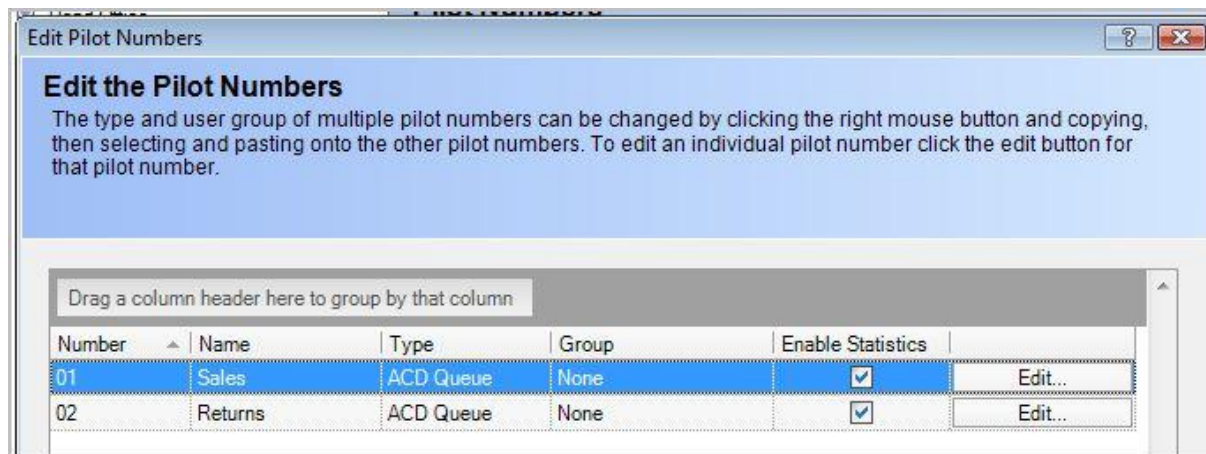 Edit Pilot Numbers
Edit the Pilot Numbers
The type and user group of multiple pilot numbers can be changed by clicking the right mouse button and copying,
then selecting and pasting onto the other pilot numbers. To edit an individual pilot number click the edit button for
that pilot number.
Drag a column header here to group by that column
Number Name Type Group Enable Statistics
01 Sales ACD Queue None Edit...
02 Returns ACD Queue None Edit...